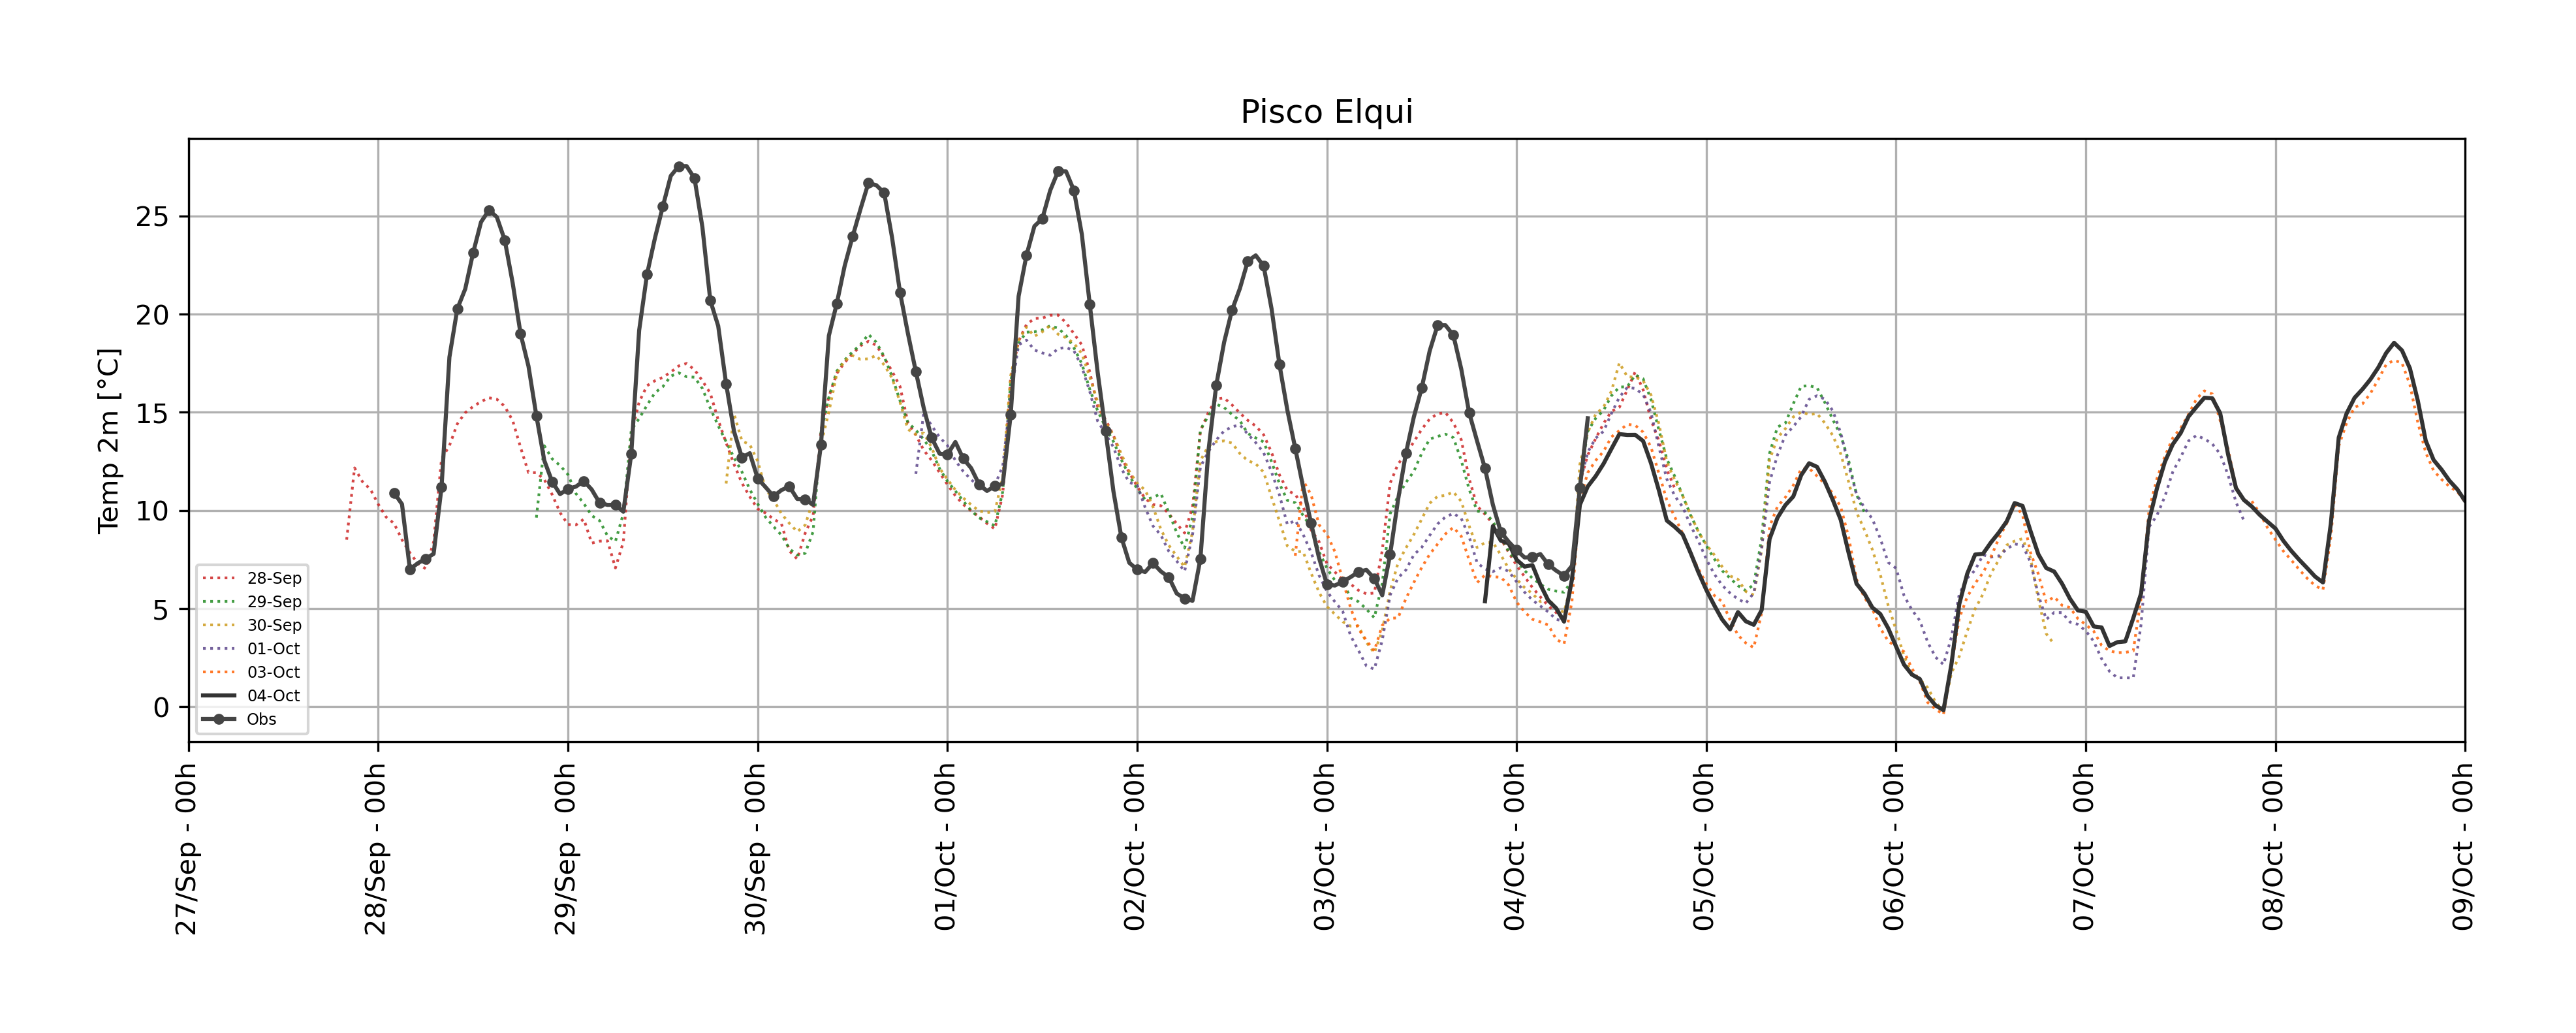 Pisco Elqui
Temp 2m [°C]
25
20
15
10
5
0
28-Sep
29-Sep
30-Sep
01-Oct
03-Oct
04-Oct
Obs
27/Sep - 00h
28/Sep - 00h
29/Sep - 00h
30/Sep - 00h
01/Oct - 00h
02/Oct - 00h
03/Oct - 00h
04/Oct - 00h
05/Oct - 00h
06/Oct - 00h
07/Oct - 00h
08/Oct - 00h
09/Oct - 00h